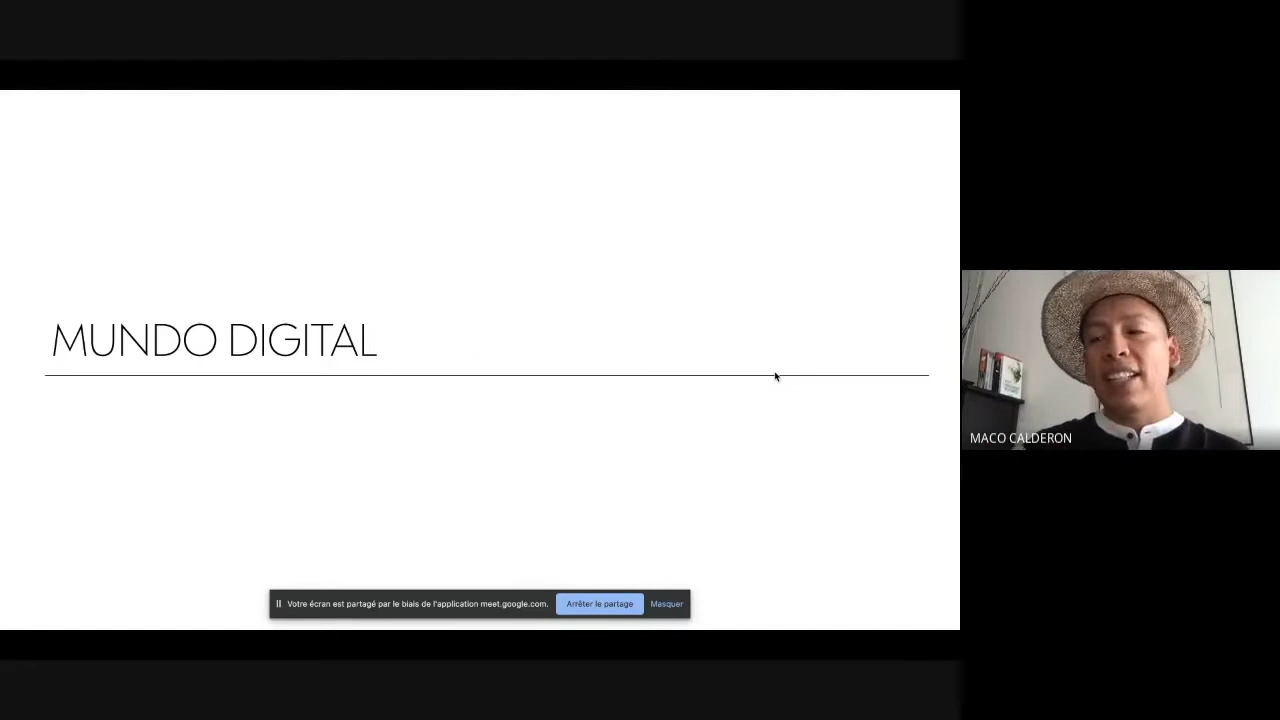 MUNDO DIGITAL
MACO CALDERON
Votre écran est partagé par le biais de l'application meet.google.com. Arrêter le partage Masquer